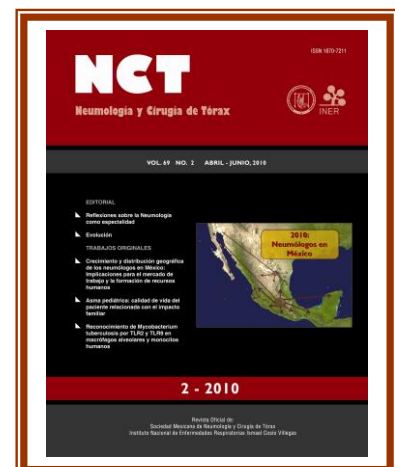 ISSN 1870-7211
NCT
Neumología y Cirugía de Tórax
INER
VOL. 69 NO. 2 ABRIL - JUNIO, 2010
EDITORIAL
Reflexiones sobre la Neumología
como especialidad
Evolución
TRABAJOS ORIGINALES
Crecimiento y distribución geográfica
de los neumólogos en México:
Implicaciones para el mercado de
trabajo y la formación de recursos
humanos
Asma pediátrica: calidad de vida del
paciente relacionada con el impacto
familiar
Reconocimiento de Mycobacterium
tuberculosis por TLR2 y TLR9 en
macrófagos alveolares y monocitos
humanos
2010:
Neumólogos en
México
2 - 2010
Revista Oficial de:
Sociedad Mexicana de Neumología y Cirugía de Tórax
Instituto Nacional de Enfermedades Respiratorias Ismael Cosío Villegas